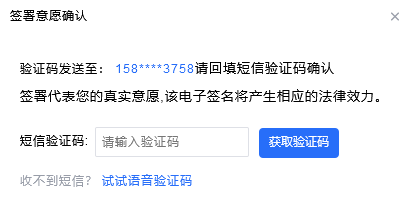 签署意愿确认
验证码发送至： 158****3758请回填短信验证码确认
签署代表您的真实意愿,该电子签名将产生相应的法律效力。
短信验证码: 请输入验证码 获取验证码
收不到短信? 试试语音验证码